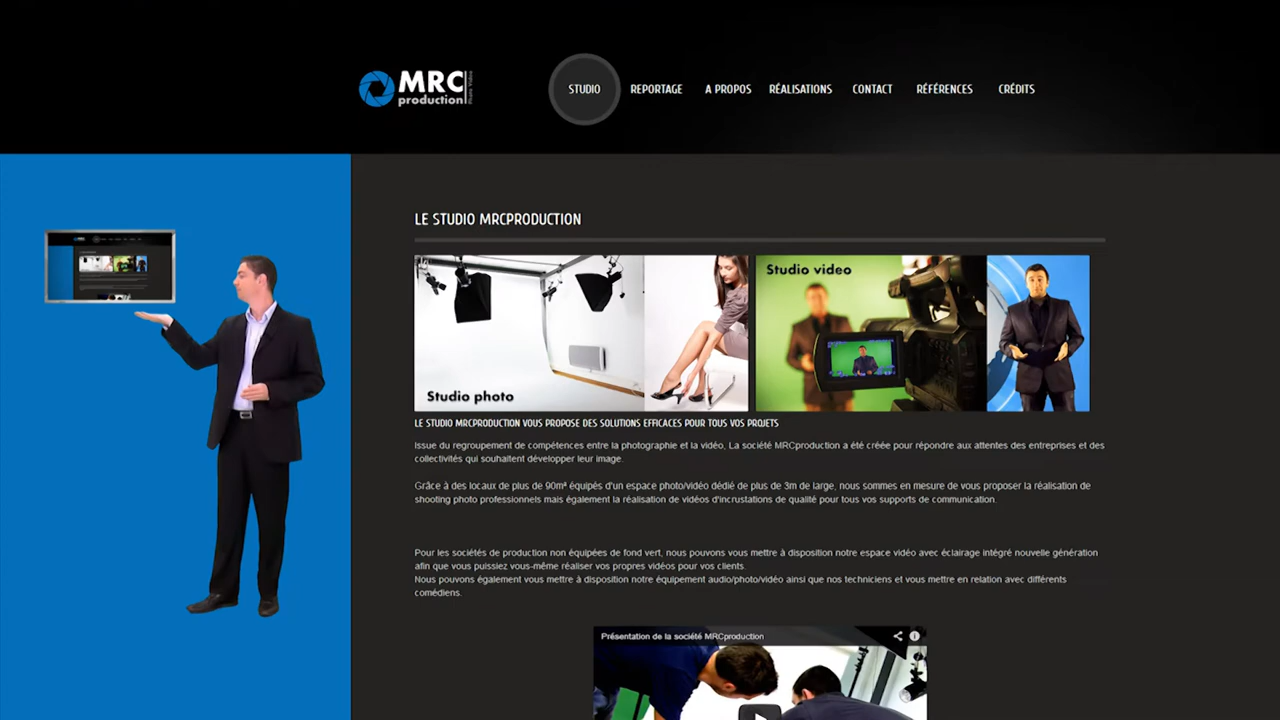 MRC
production
Photo Vidéo
STUDIO
REPORTAGE
A PROPOS
RÉALISATIONS
CONTACT
RÉFÉRENCES
CRÉDITS
LE STUDIO MRCPRODUCTION
Studio photo
Studio video
LE STUDIO MRCPRODUCTION VOUS PROPOSE DES SOLUTIONS EFFICACES POUR TOUS VOS PROJETS
Issue du regroupement de compétences entre la photographie et la vidéo, La société MRCproduction a été créée pour répondre aux attentes des entreprises et des
collectivités qui souhaitent développer leur image.
Grâce à des locaux de plus de 90m² équipés d'un espace photo/vidéo dédié de plus de 3m de large, nous sommes en mesure de vous proposer la réalisation de
shooting photo professionnels mais également la réalisation de vidéos d'incrustations de qualité pour tous vos supports de communication.
Pour les sociétés de production non équipées de fond vert, nous pouvons vous mettre à disposition notre espace vidéo avec éclairage intégré nouvelle génération
afin que vous puissiez vous-même réaliser vos propres vidéos pour vos clients.
Nous pouvons également vous mettre à disposition notre équipement audio/photo/vidéo ainsi que nos techniciens et vous mettre en relation avec différents
comédiens.
Présentation de la société MRCproduction